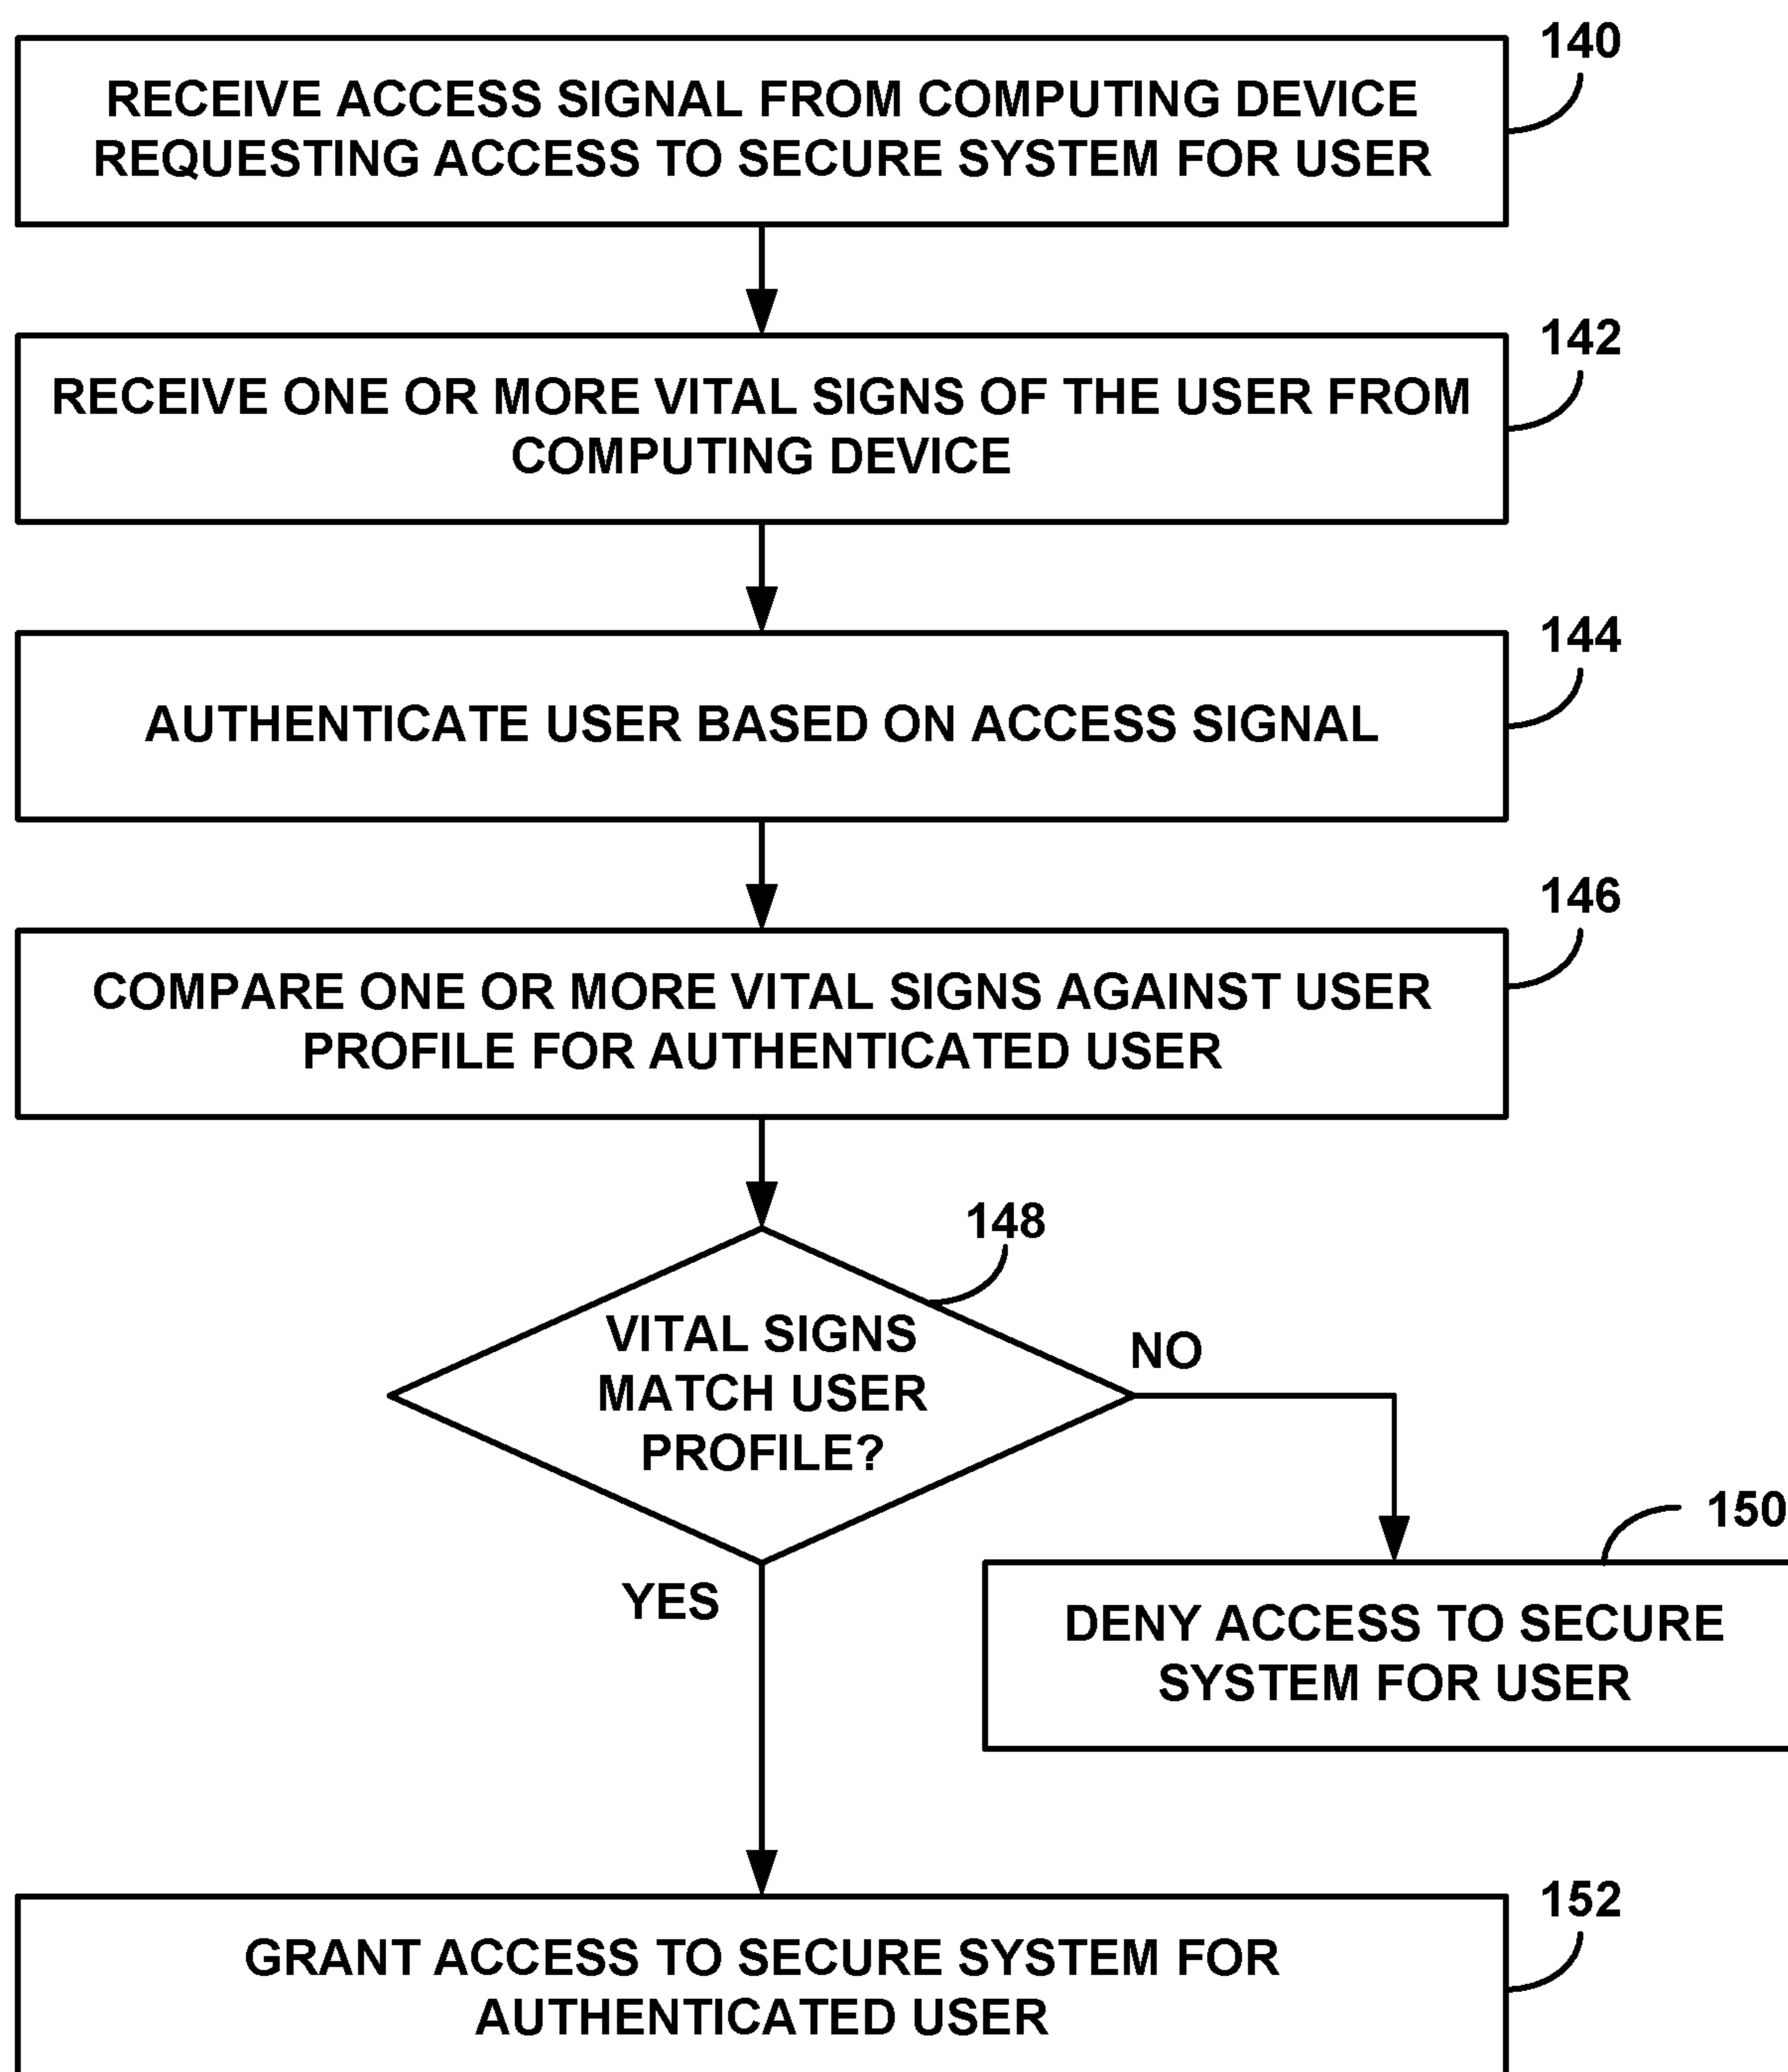 140
RECEIVE ACCESS SIGNAL FROM COMPUTING DEVICE
REQUESTING ACCESS TO SECURE SYSTEM FOR USER
142
RECEIVE ONE OR MORE VITAL SIGNS OF THE USER FROM
COMPUTING DEVICE
144
AUTHENTICATE USER BASED ON ACCESS SIGNAL
146
COMPARE ONE OR MORE VITAL SIGNS AGAINST USER
PROFILE FOR AUTHENTICATED USER
148
VITAL SIGNS
MATCH USER
PROFILE?
NO
YES
150
DENY ACCESS TO SECURE
SYSTEM FOR USER
152
GRANT ACCESS TO SECURE SYSTEM FOR
AUTHENTICATED USER